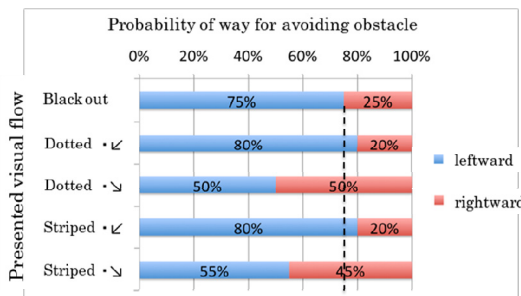 Probability of way for avoiding obstacle
0% 20% 40% 60% 80% 100%
Presented visual flow
Black out 75% 25%
Dotted ・↙ 80% 20%
Dotted ・↘ 50% 50%
Striped ・↙ 80% 20%
Striped ・↘ 55% 45%
leftward
rightward